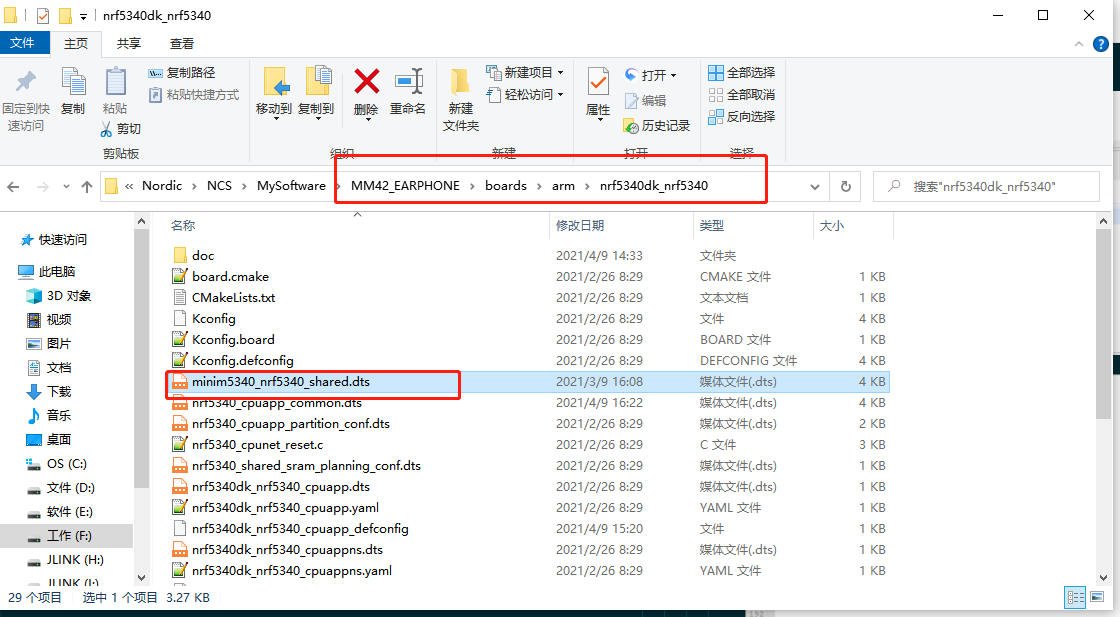 nrf5340dk_nrf5340
文件 主页 共享 查看
固定到快速访问
复制
粘贴
复制路径
粘贴快捷方式
剪切
剪贴板
移动到 复制到 删除 重命名
组织
新建文件夹
新建项目
轻松访问
新建
属性
打开
编辑
历史记录
打开
全部选择
全部取消
反向选择
选择
« Nordic › NCS › MySoftware › MM42_EARPHONE › boards › arm › nrf5340dk_nrf5340
搜索"nrf5340dk_nrf5340"
快速访问
此电脑
3D 对象
视频
图片
文档
下载
音乐
桌面
OS (C:)
文件 (D:)
软件 (E:)
工作 (F:)
JLINK (H:)
JLINK (I:)
名称 修改日期 类型 大小
doc 2021/4/9 14:33 文件夹
board.cmake 2021/2/26 8:29 CMAKE 文件 1 KB
CMakeLists.txt 2021/2/26 8:29 文本文档 1 KB
Kconfig 2021/2/26 8:29 文件 4 KB
Kconfig.board 2021/2/26 8:29 BOARD 文件 1 KB
Kconfig.defconfig 2021/2/26 8:29 DEFCONFIG 文件 4 KB
minim5340_nrf5340_shared.dts 2021/3/9 16:08 媒体文件(.dts) 4 KB
nrf5340_cpuapp_common.dts 2021/4/9 16:22 媒体文件(.dts) 4 KB
nrf5340_cpuapp_partition_conf.dts 2021/2/26 8:29 媒体文件(.dts) 2 KB
nrf5340_cpunet_reset.c 2021/2/26 8:29 C 文件 3 KB
nrf5340_shared_sram_planning_conf.dts 2021/2/26 8:29 媒体文件(.dts) 1 KB
nrf5340dk_nrf5340_cpuapp.dts 2021/2/26 8:29 媒体文件(.dts) 1 KB
nrf5340dk_nrf5340_cpuapp.yaml 2021/2/26 8:29 YAML 文件 1 KB
nrf5340dk_nrf5340_cpuapp_defconfig 2021/4/9 15:20 文件 1 KB
nrf5340dk_nrf5340_cpuappns.dts 2021/2/26 8:29 媒体文件(.dts) 1 KB
nrf5340dk_nrf5340_cpuappns.yaml 2021/2/26 8:29 YAML 文件 1 KB
29 个项目 选中 1 个项目 3.27 KB
192